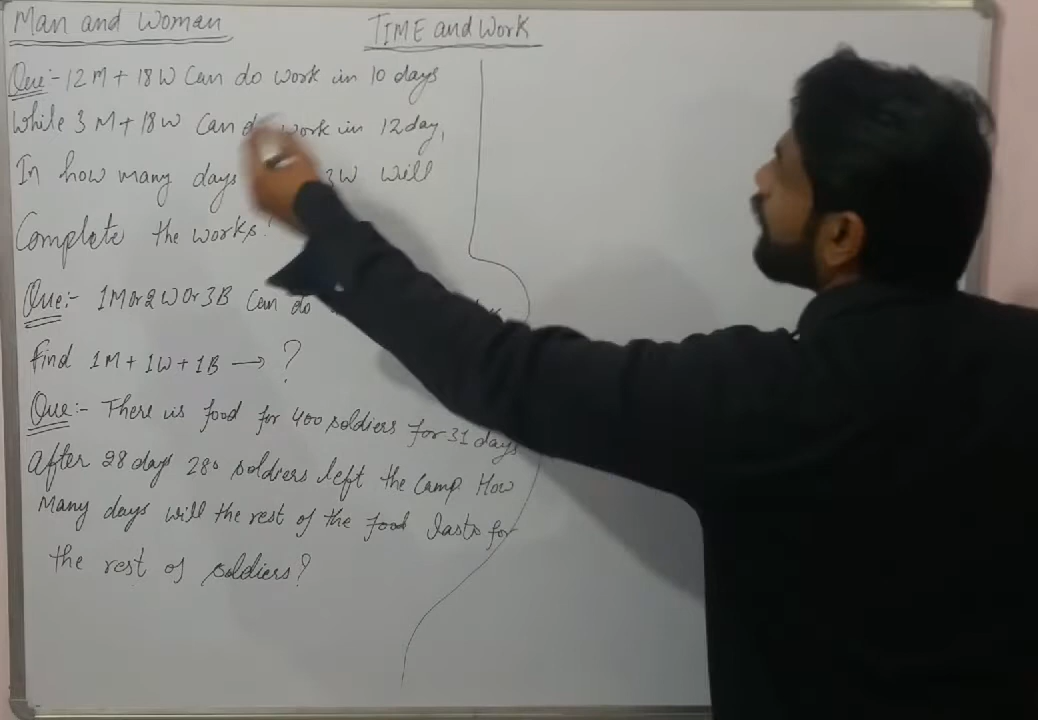 Man and Woman
TIME and Work
Que:- 12 M + 18 W Can do work in 10 days
While 3 M + 18 W Can do work in 12 day,
In how many days 3W will
Complete the works?
Que:- 1M or 2 W or 3B Can do
find 1M + 1W + 1B → ?
Que:- There is food for 400 soldiers for 31 days
After 28 days 280 soldiers left the Camp How
Many days will the rest of the food lasts for
the rest of soldiers?